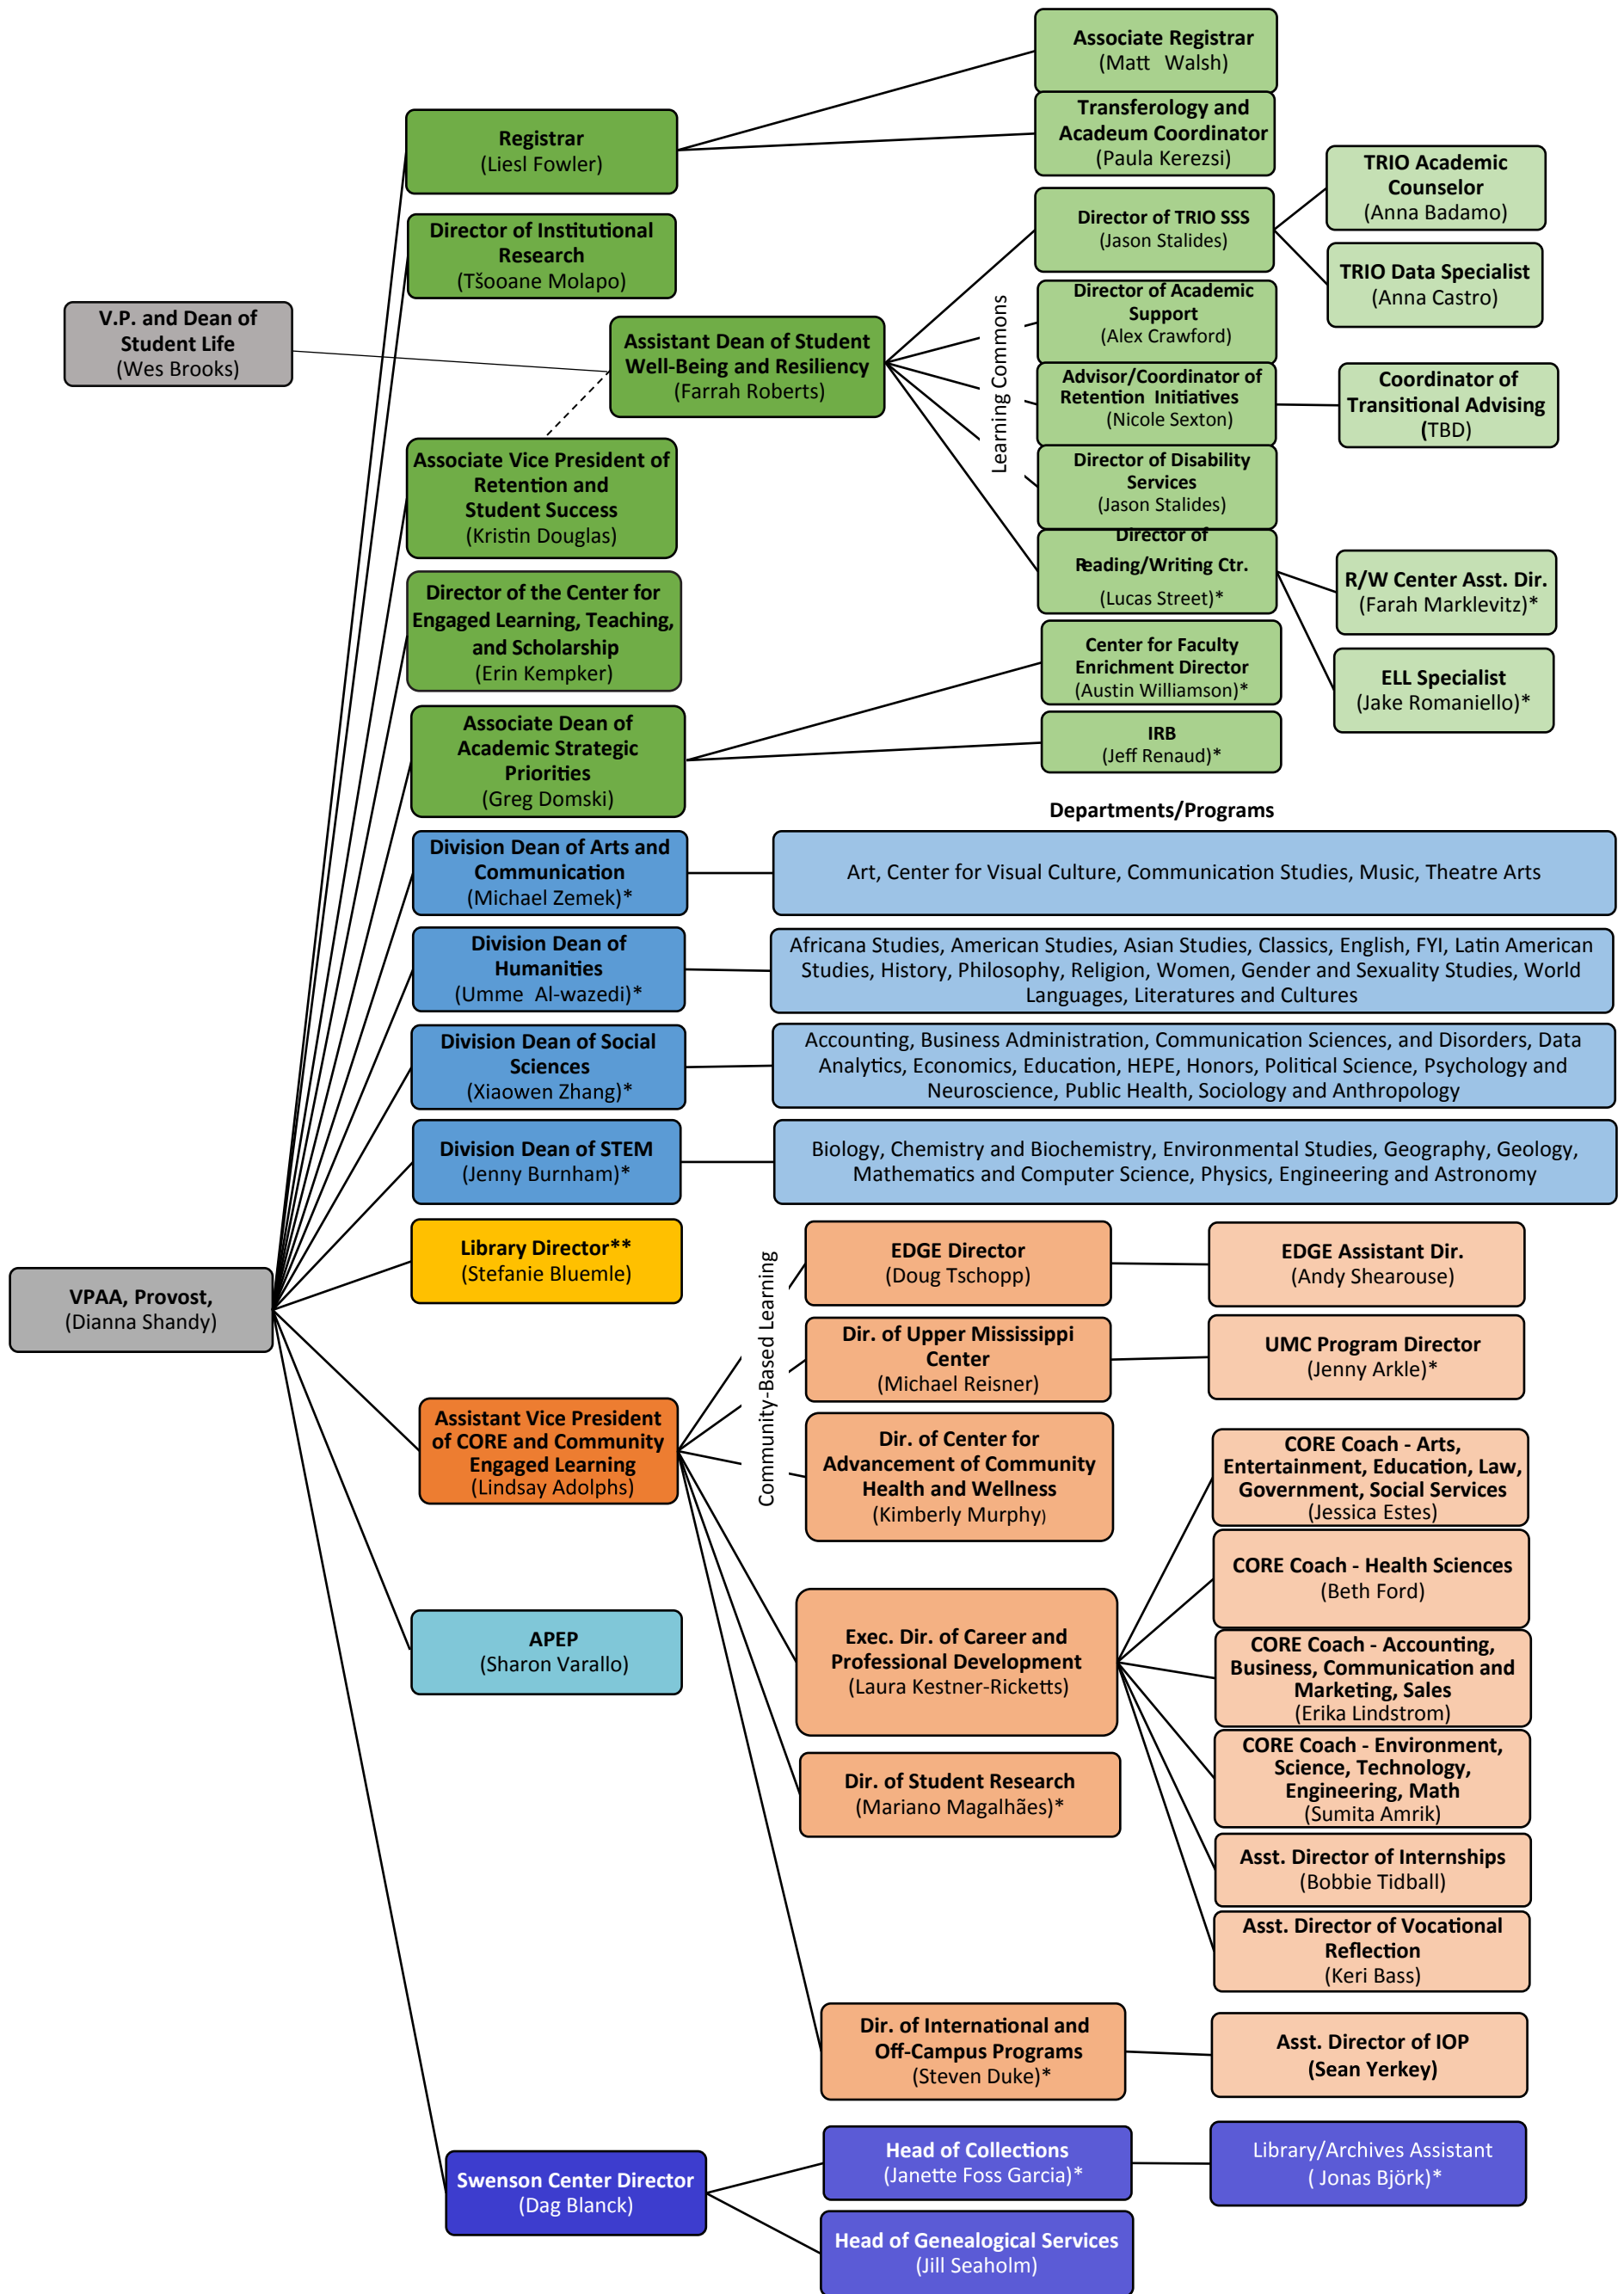 Associate Registrar
(Matt Walsh)
Transferology and
Acadeum Coordinator
(Paula Kerezsi)
Registrar
(Liesl Fowler)
TRIO Academic
Counselor
(Anna Badamo)
Director of TRIO SSS
(Jason Stalides)
TRIO Data Specialist
(Anna Castro)
Director of Institutional
Research
(Tšooane Molapo)
V.P. and Dean of
Student Life
(Wes Brooks)
Assistant Dean of Student
Well-Being and Resiliency
(Farrah Roberts)
Learning Commons
Director of Academic
Support
(Alex Crawford)
Advisor/Coordinator of
Retention Initiatives
(Nicole Sexton)
Coordinator of
Transitional Advising
(TBD)
Director of Disability
Services
(Jason Stalides)
Associate Vice President of
Retention and
Student Success
(Kristin Douglas)
Director of
Reading/Writing Ctr.
(Lucas Street)*
R/W Center Asst. Dir.
(Farah Marklevitz)*
ELL Specialist
(Jake Romaniello)*
Director of the Center for
Engaged Learning, Teaching,
and Scholarship
(Erin Kempker)
Center for Faculty
Enrichment Director
(Austin Williamson)*
IRB
(Jeff Renaud)*
Associate Dean of
Academic Strategic
Priorities
(Greg Domski)
Departments/Programs
Division Dean of Arts and
Communication
(Michael Zemek)*
Art, Center for Visual Culture, Communication Studies, Music, Theatre Arts
Division Dean of
Humanities
(Umme Al-wazedi)*
Africana Studies, American Studies, Asian Studies, Classics, English, FYI, Latin American
Studies, History, Philosophy, Religion, Women, Gender and Sexuality Studies, World
Languages, Literatures and Cultures
Division Dean of Social
Sciences
(Xiaowen Zhang)*
Accounting, Business Administration, Communication Sciences, and Disorders, Data
Analytics, Economics, Education, HEPE, Honors, Political Science, Psychology and
Neuroscience, Public Health, Sociology and Anthropology
Division Dean of STEM
(Jenny Burnham)*
Biology, Chemistry and Biochemistry, Environmental Studies, Geography, Geology,
Mathematics and Computer Science, Physics, Engineering and Astronomy
Library Director**
(Stefanie Bluemle)
VPAA, Provost,
(Dianna Shandy)
Community-Based Learning
EDGE Director
(Doug Tschopp)
EDGE Assistant Dir.
(Andy Shearouse)
Dir. of Upper Mississippi
Center
(Michael Reisner)
UMC Program Director
(Jenny Arkle)*
Assistant Vice President
of CORE and Community
Engaged Learning
(Lindsay Adolphs)
Dir. of Center for
Advancement of Community
Health and Wellness
(Kimberly Murphy)
CORE Coach - Arts,
Entertainment, Education, Law,
Government, Social Services
(Jessica Estes)
CORE Coach - Health Sciences
(Beth Ford)
APEP
(Sharon Varallo)
Exec. Dir. of Career and
Professional Development
(Laura Kestner-Ricketts)
CORE Coach - Accounting,
Business, Communication and
Marketing, Sales
(Erika Lindstrom)
CORE Coach - Environment,
Science, Technology,
Engineering, Math
(Sumita Amrik)
Dir. of Student Research
(Mariano Magalhães)*
Asst. Director of Internships
(Bobbie Tidball)
Asst. Director of Vocational
Reflection
(Keri Bass)
Dir. of International and
Off-Campus Programs
(Steven Duke)*
Asst. Director of IOP
(Sean Yerkey)
Swenson Center Director
(Dag Blanck)
Head of Collections
(Janette Foss Garcia)*
Library/Archives Assistant
( Jonas Björk)*
Head of Genealogical Services
(Jill Seaholm)